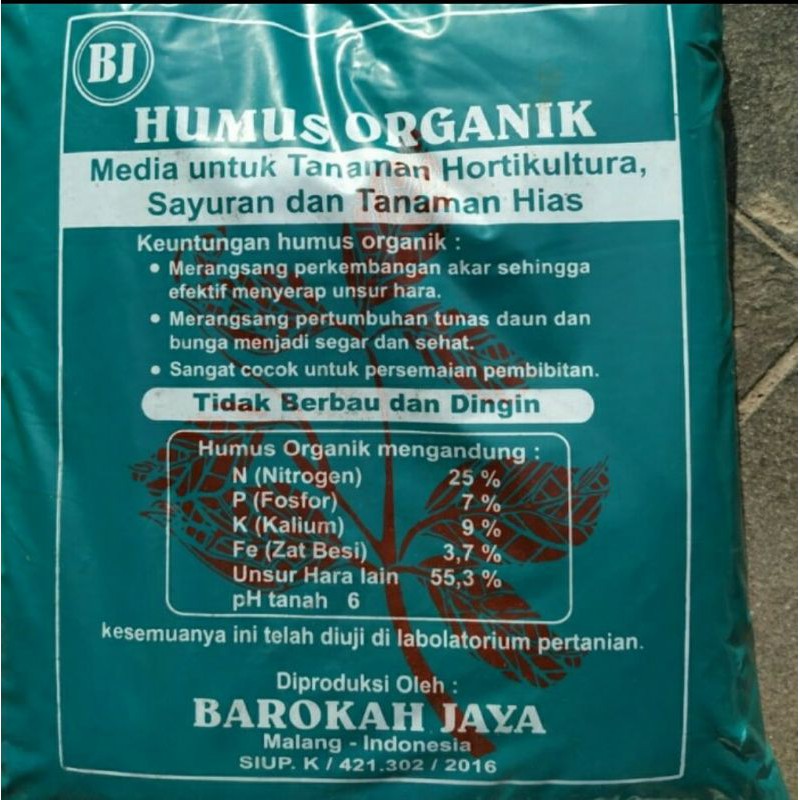 BJ
HUMUS ORGANIK
Media untuk Tanaman Hortikultura,
Sayuran dan Tanaman Hias
Keuntungan humus organik :
• Merangsang perkembangan akar sehingga
efektif menyerap unsur hara.
• Merangsang pertumbuhan tunas daun dan
bunga menjadi segar dan sehat.
• Sangat cocok untuk persemaian pembibitan.
Tidak Berbau dan Dingin
Humus Organik mengandung :
N (Nitrogen) 25 %
P (Fosfor) 7 %
K (Kalium) 9 %
Fe (Zat Besi) 3,7 %
Unsur Hara lain 55,3 %
pH tanah 6
kesemuanya ini telah diuji di labolatorium pertanian.
Diproduksi Oleh :
BAROKAH JAYA
Malang - Indonesia
SIUP. K / 421.302 / 2016